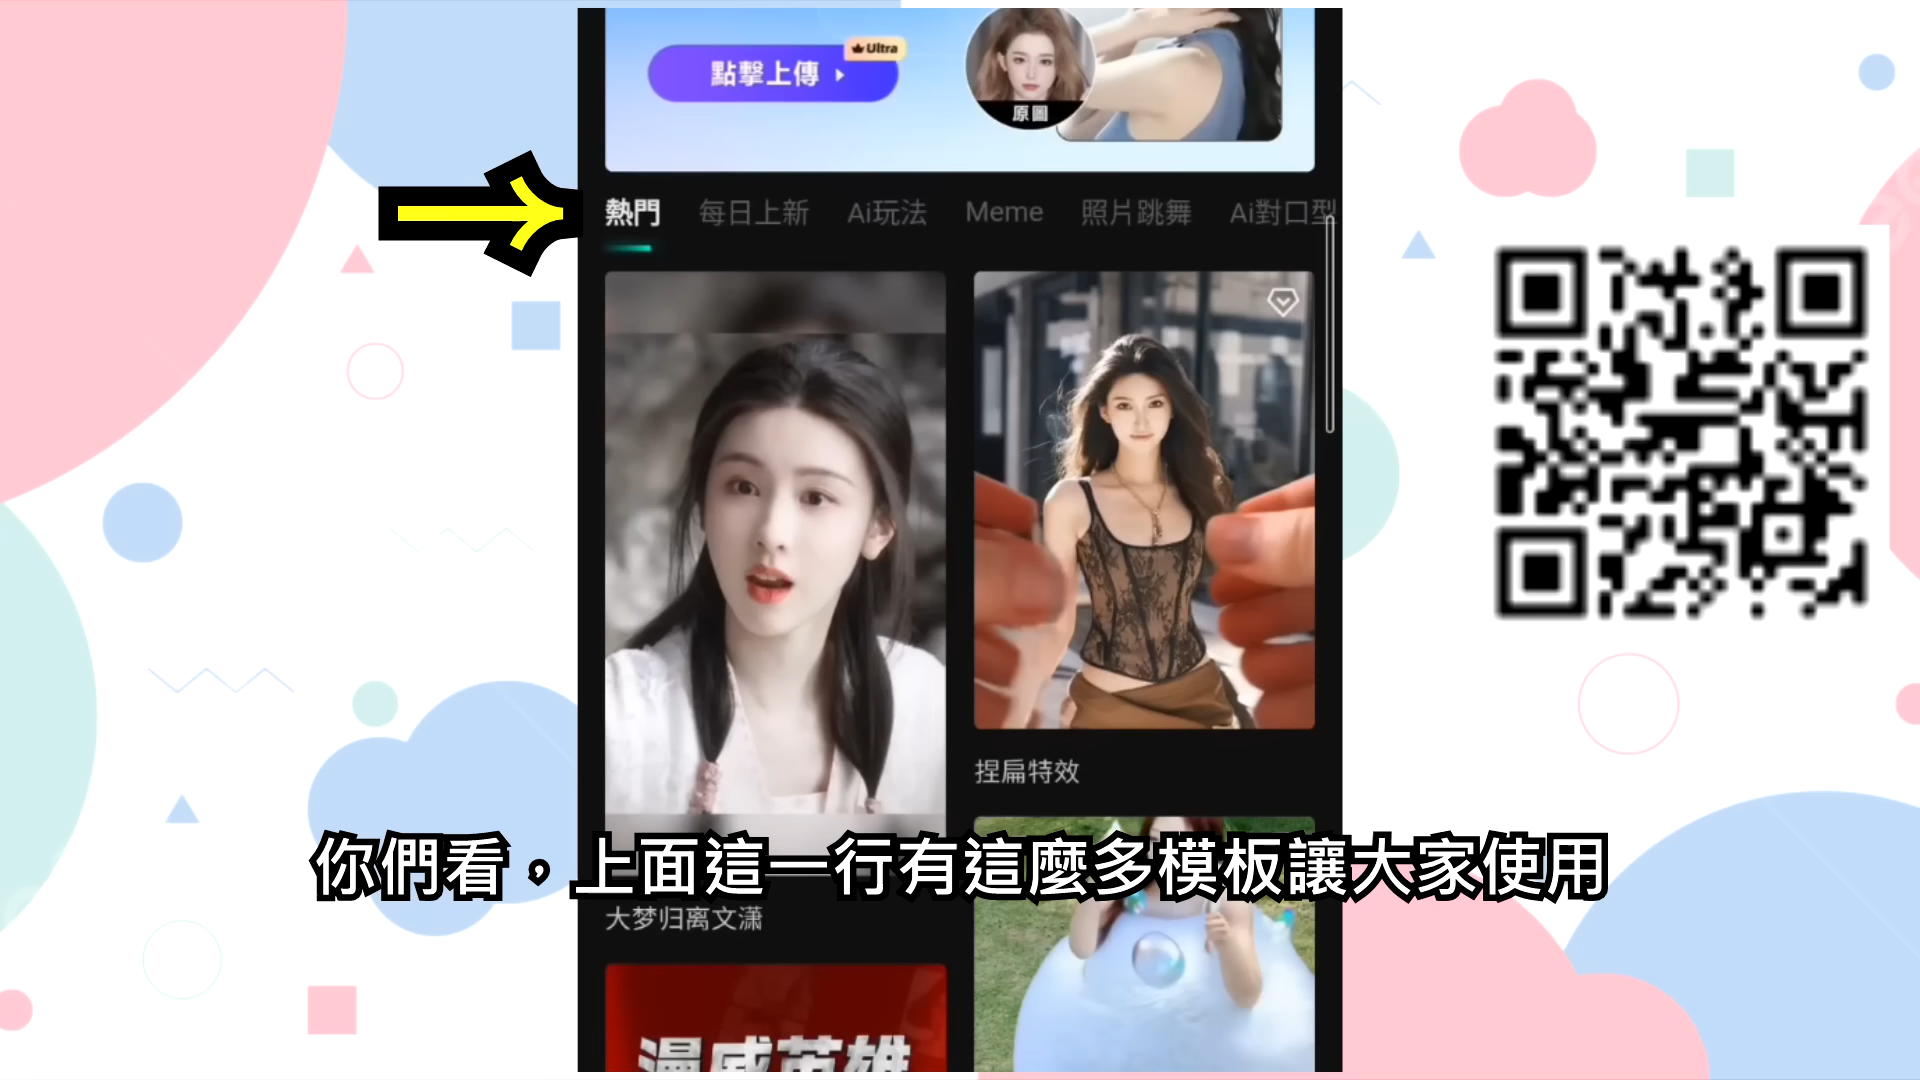 Ultra
點擊上傳
原圖
熱門 每日上新 Ai玩法 Meme 照片跳舞 Ai對口型
捏扁特效
你們看，上面這一行有這麼多模板讓大家使用
大梦归离文潇
漫威英雄